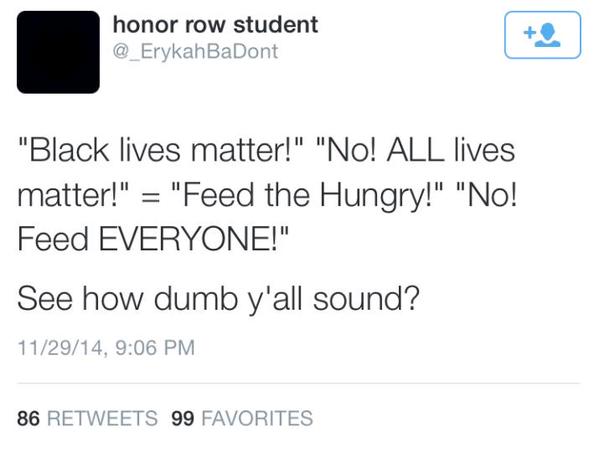 honor row student
@_ErykahBaDont
"Black lives matter!" "No! ALL lives
matter!" = "Feed the Hungry!" "No!
Feed EVERYONE!"
See how dumb y'all sound?
11/29/14, 9:06 PM
86 RETWEETS 99 FAVORITES